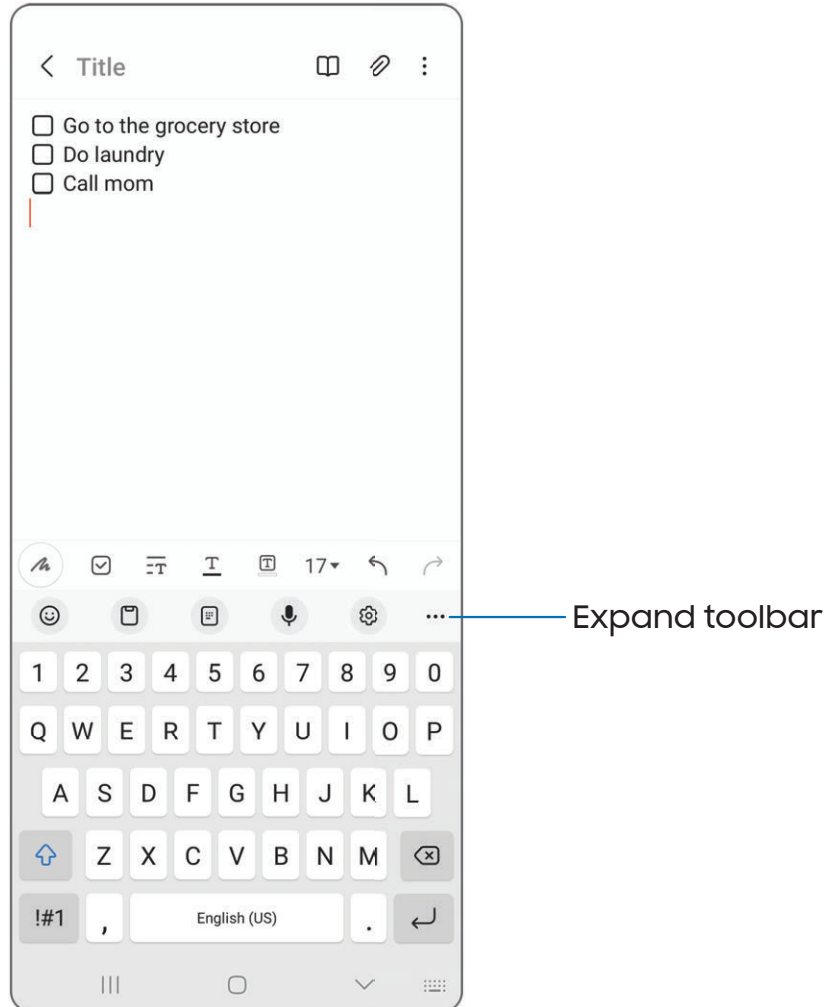 Title
Go to the grocery store
Do laundry
Call mom
T T T 17
Expand toolbar
1 2 3 4 5 6 7 8 9 0
Q W E R T Y U I O P
A S D F G H J K L
Z X C V B N M
!#1 , English (US) .